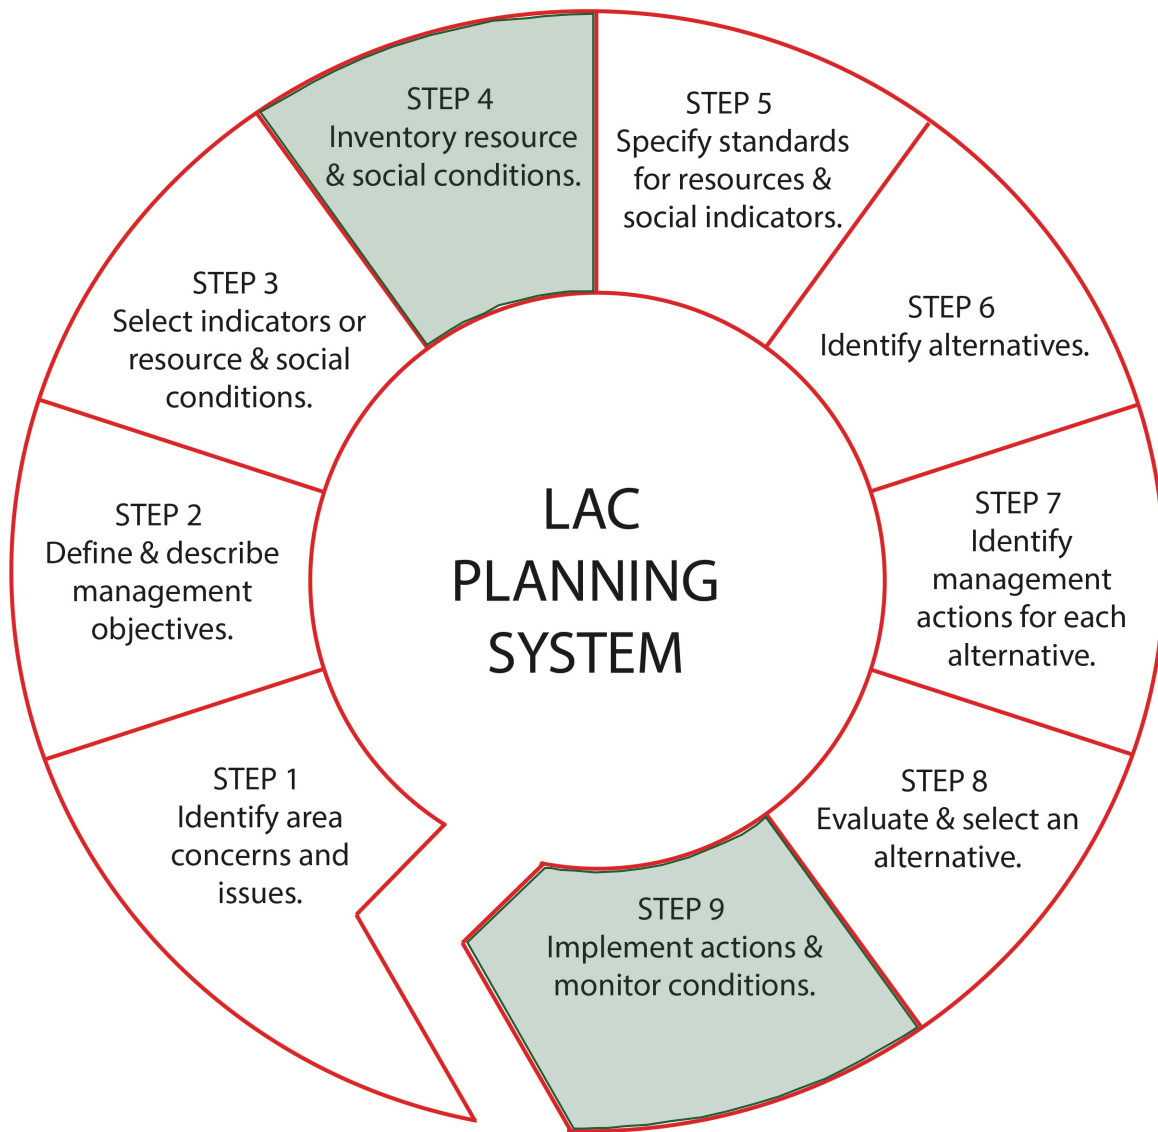 STEP 1
Identify area
concerns and
issues.
STEP 2
Define & describe
management
objectives.
STEP 3
Select indicators or
resource & social
conditions.
STEP 4
Inventory resource
& social conditions.
STEP 5
Specify standards
for resources &
social indicators.
STEP 6
Identify alternatives.
STEP 7
Identify
management
actions for each
alternative.
STEP 8
Evaluate & select an
alternative.
STEP 9
Implement actions &
monitor conditions.
LAC
PLANNING
SYSTEM